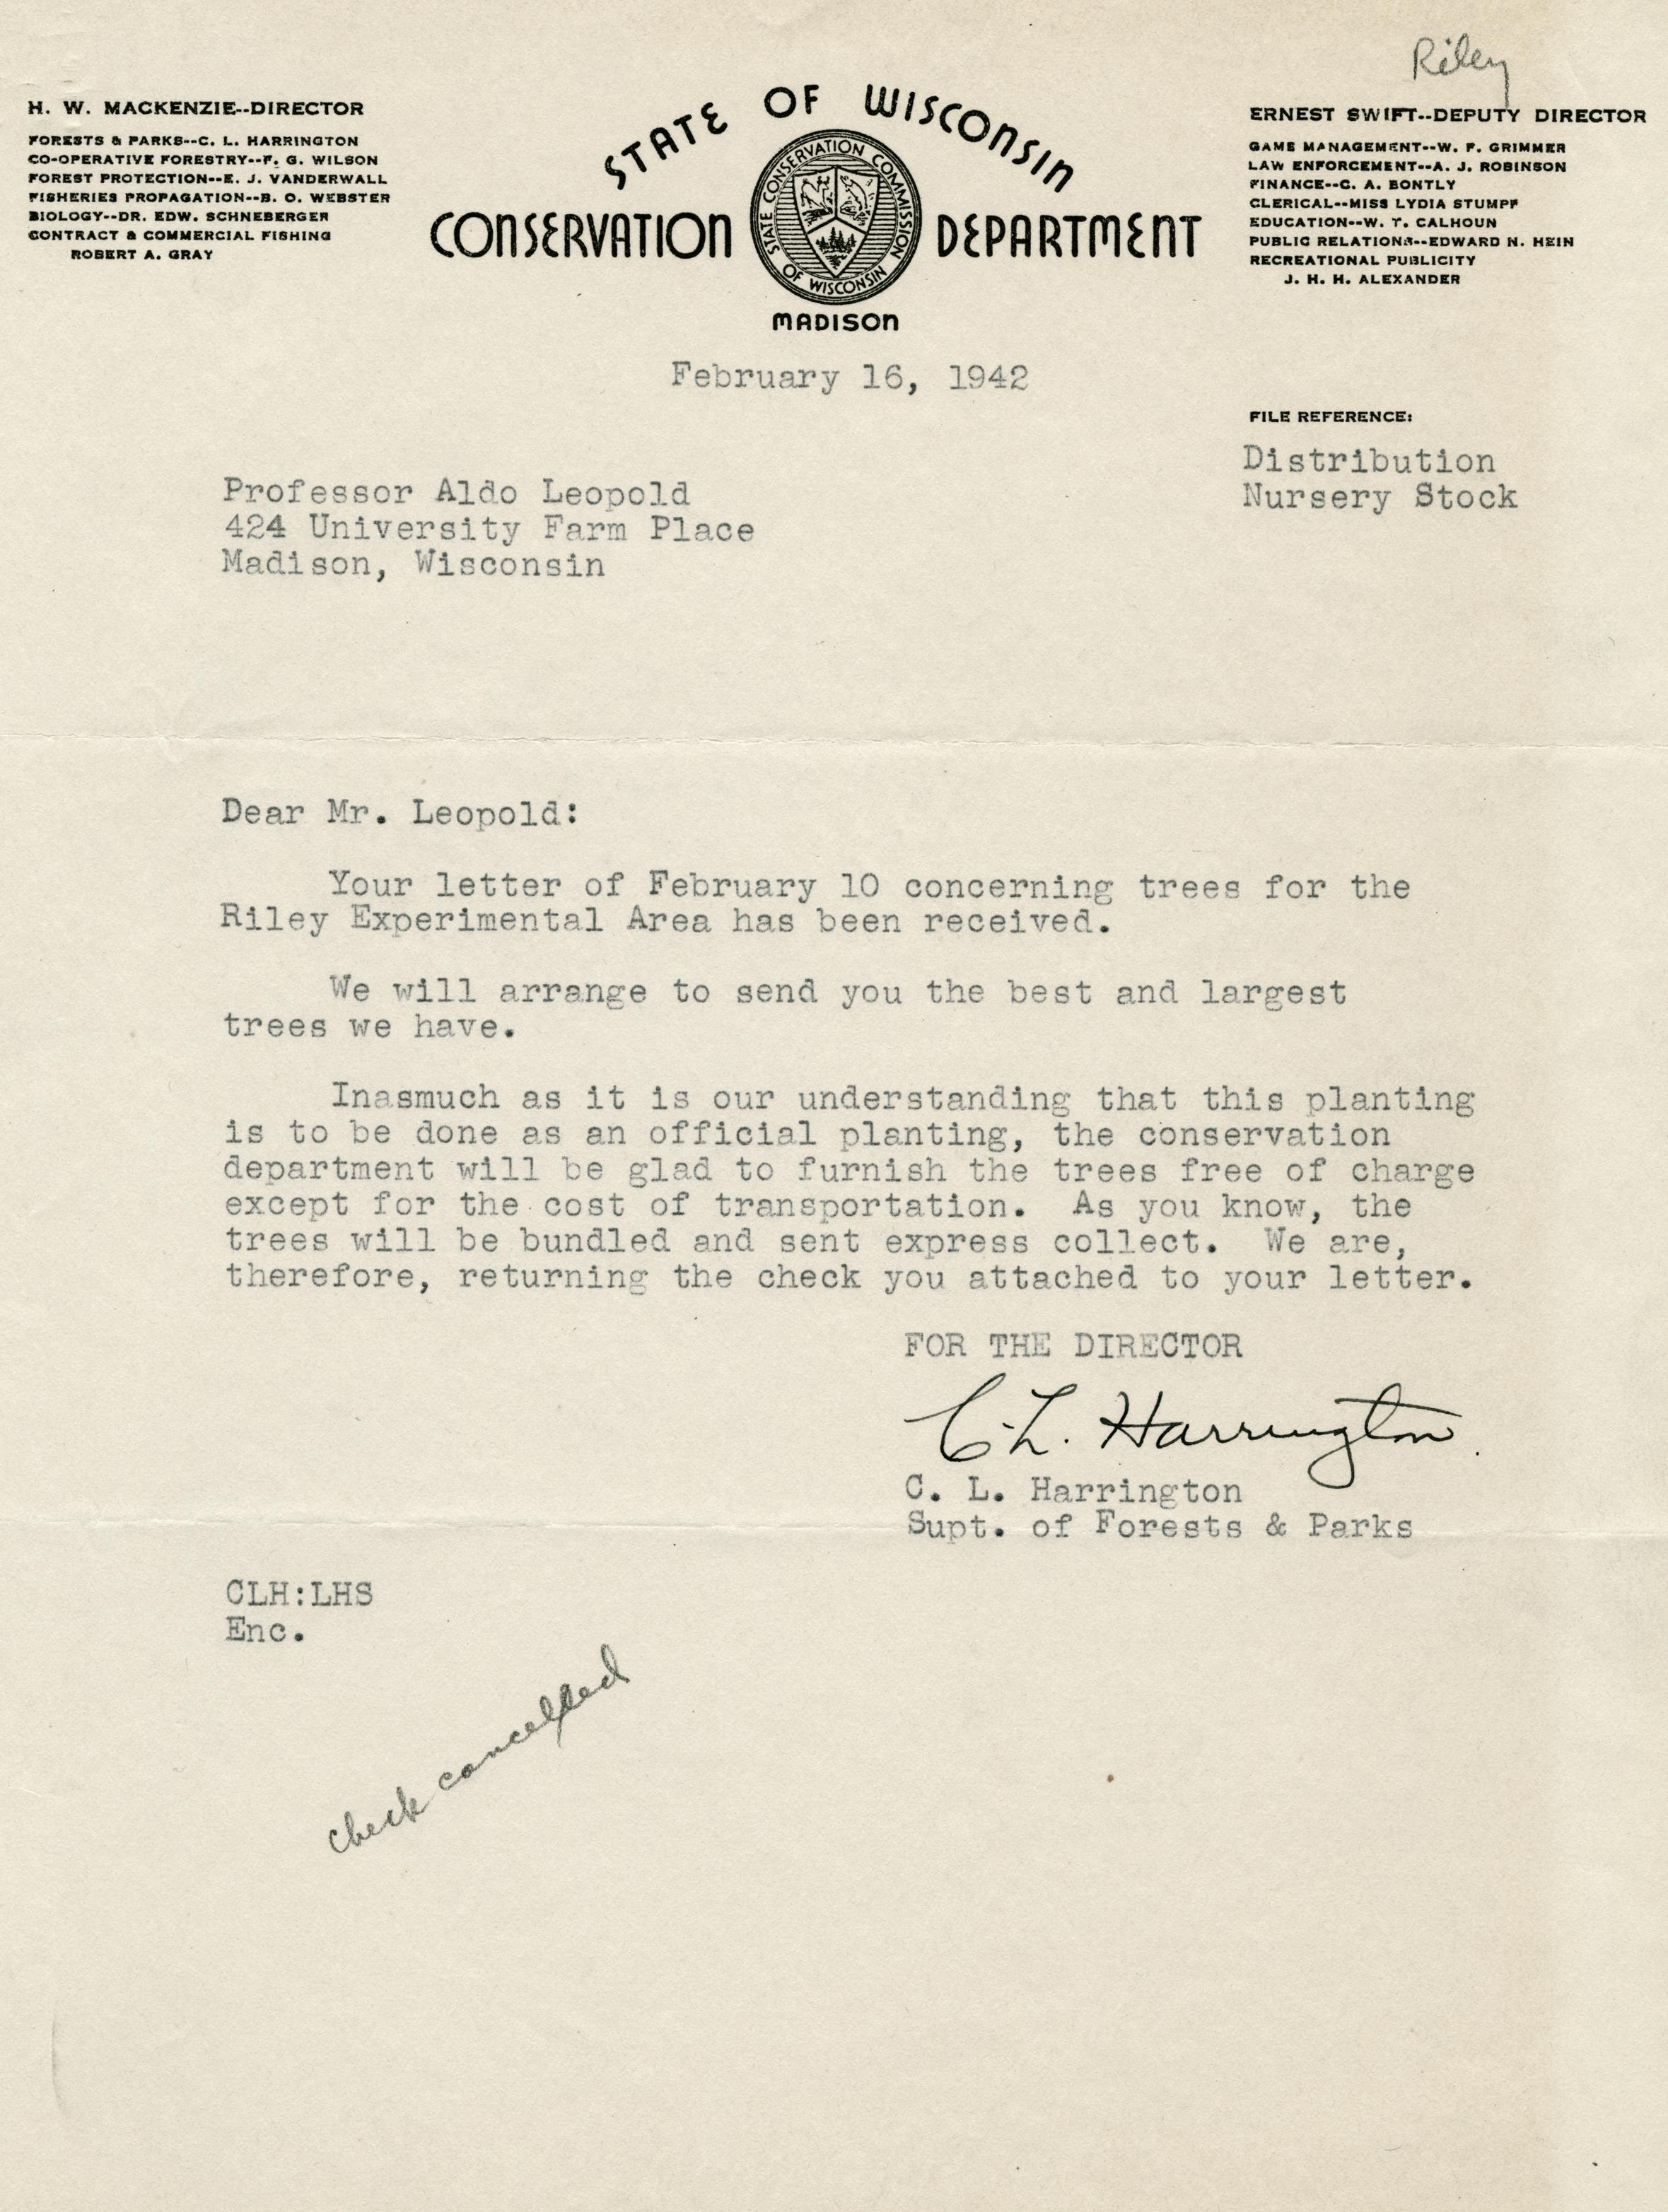 Riley
H. W. MACKENZIE--DIRECTOR
FORESTS & PARKS--C. L. HARRINGTON
CO-OPERATIVE FORESTRY--F. G. WILSON
FOREST PROTECTION--E. J. VANDERWALL
FISHERIES PROPAGATION--B. O. WEBSTER
BIOLOGY--DR. EDW. SCHNEBERGER
CONTRACT & COMMERCIAL FISHING
ROBERT A. GRAY
STATE OF WISCONSIN
CONSERVATION DEPARTMENT
STATE CONSERVATION COMMISSION
OF WISCONSIN
MADISON
ERNEST SWIFT--DEPUTY DIRECTOR
GAME MANAGEMENT--W. F. GRIMMER
LAW ENFORCEMENT--A. J. ROBINSON
FINANCE--C. A. BONTLY
CLERICAL--MISS LYDIA STUMPF
EDUCATION--W. T. CALHOUN
PUBLIC RELATIONS--EDWARD N. HEIN
RECREATIONAL PUBLICITY
J. H. H. ALEXANDER
February 16, 1942
FILE REFERENCE:
Distribution
Nursery Stock
Professor Aldo Leopold
424 University Farm Place
Madison, Wisconsin
Dear Mr. Leopold:
Your letter of February 10 concerning trees for the
Riley Experimental Area has been received.
We will arrange to send you the best and largest
trees we have.
Inasmuch as it is our understanding that this planting
is to be done as an official planting, the conservation
department will be glad to furnish the trees free of charge
except for the cost of transportation. As you know, the
trees will be bundled and sent express collect. We are,
therefore, returning the check you attached to your letter.
FOR THE DIRECTOR
C. L. Harrington
C. L. Harrington
Supt. of Forests & Parks
CLH:LHS
Enc.
check cancelled